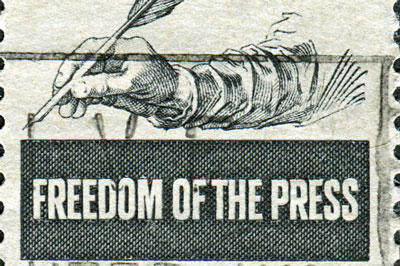 FREEDOM OF THE PRESS